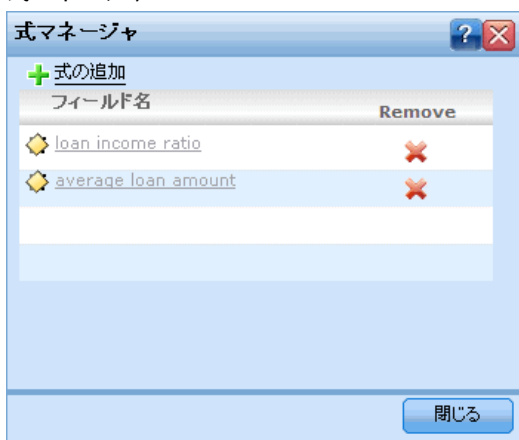 式マネージャ ?
式の追加
フィールド名 Remove
loan income ratio
average loan amount
閉じる